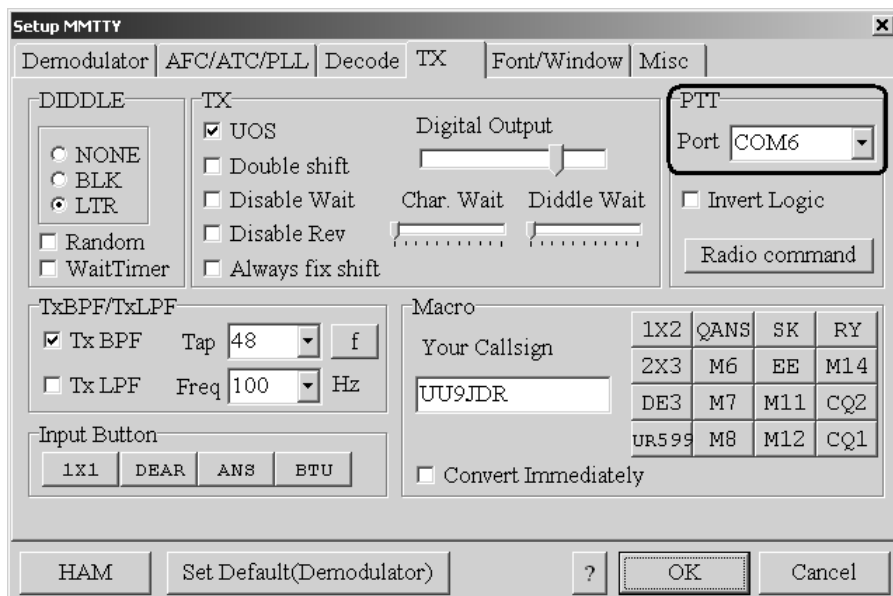 Setup MMTTY
Demodulator AFC/ATC/PLL Decode TX Font/Window Misc
DIDDLE
NONE
BLK
LTR
Random
WaitTimer
TX
UOS
Double shift
Disable Wait
Disable Rev
Always fix shift
Digital Output
Char. Wait Diddle Wait
PTT
Port COM6
Invert Logic
Radio command
TxBPF/TxLPF
Tx BPF Tap 48 f
Tx LPF Freq 100 Hz
Input Button
1X1 DEAR ANS BTU
Macro
Your Callsign
UU9JDR
Convert Immediately
1X2 QANS SK RY
2X3 M6 EE M14
DE3 M7 M11 CQ2
UR599 M8 M12 CQ1
HAM Set Default(Demodulator) ? OK Cancel